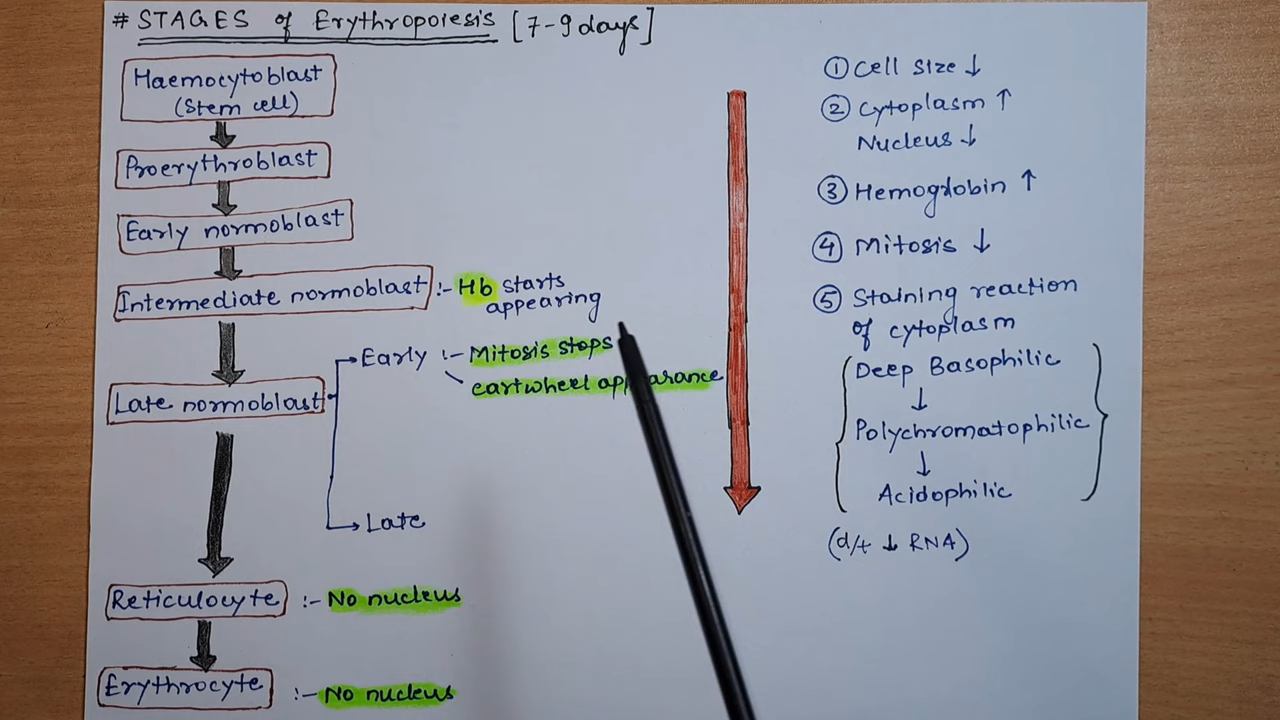 # STAGES of Erythropoiesis [7-9 days]
Haemocytoblast
(Stem cell)
Proerythroblast
Early normoblast
Intermediate normoblast :- Hb starts
appearing
Late normoblast
Early :- Mitosis stops
cartwheel appearance
Late
Reticulocyte :- No nucleus
Erythrocyte :- No nucleus
① Cell size ↓
② Cytoplasm ↑
Nucleus ↓
③ Hemoglobin ↑
④ Mitosis ↓
⑤ Staining reaction
of cytoplasm
Deep Basophilic
↓
Polychromatophilic
↓
Acidophilic
(d/t ↓ RNA)